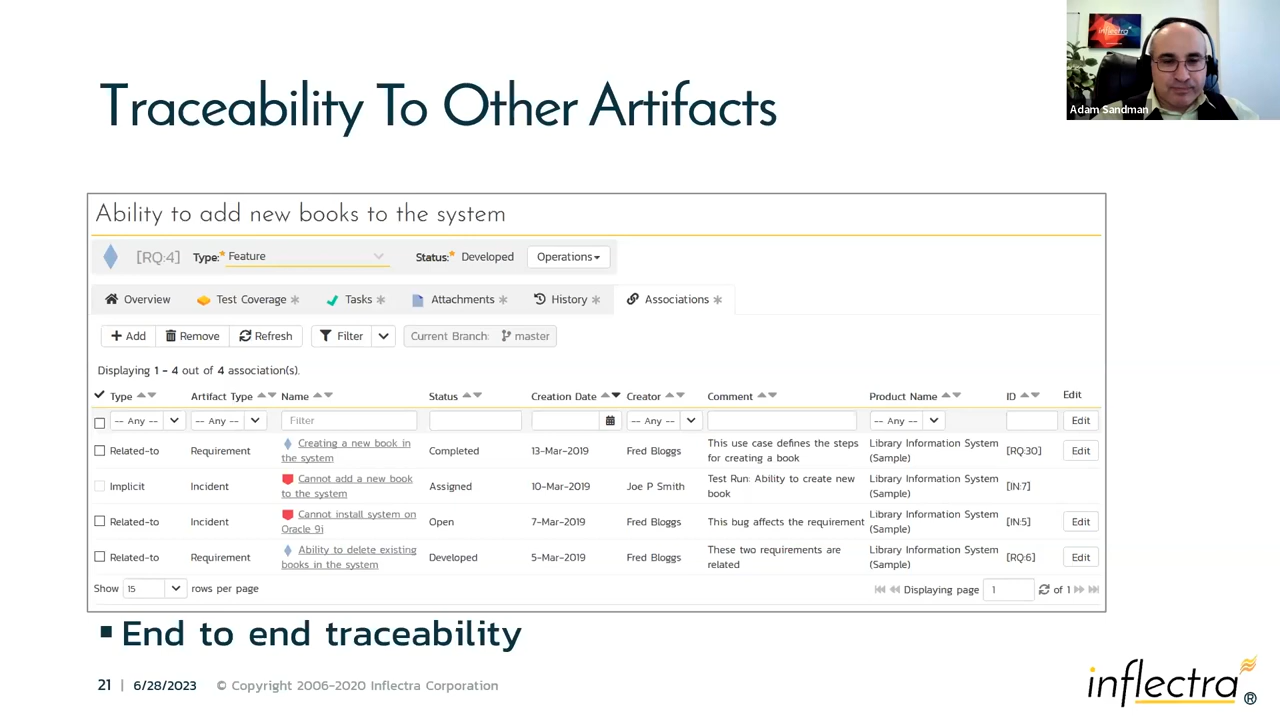 inflectra
Adam Sandman
Traceability To Other Artifacts
Ability to add new books to the system
[RQ:4] Type:* Feature Status:* Developed Operations
Overview Test Coverage * Tasks * Attachments * History * Associations *
+ Add Remove Refresh Filter Current Branch: master
Displaying 1 - 4 out of 4 association(s).
Type Artifact Type Name Status Creation Date Creator Comment Product Name ID Edit
-- Any -- -- Any -- Filter -- Any -- -- Any -- Edit
Related-to Requirement Creating a new book in the system Completed 13-Mar-2019 Fred Bloggs This use case defines the steps for creating a book Library Information System (Sample) [RQ:30] Edit
Implicit Incident Cannot add a new book to the system Assigned 10-Mar-2019 Joe P Smith Test Run: Ability to create new book Library Information System (Sample) [IN:7]
Related-to Incident Cannot install system on Oracle 9i Open 7-Mar-2019 Fred Bloggs This bug affects the requirement Library Information System (Sample) [IN:5] Edit
Related-to Requirement Ability to delete existing books in the system Developed 5-Mar-2019 Fred Bloggs These two requirements are related Library Information System (Sample) [RQ:6] Edit
Show 15 rows per page Displaying page 1 of 1
■ End to end traceability
21 | 6/28/2023 © Copyright 2006-2020 Inflectra Corporation
inflectra®